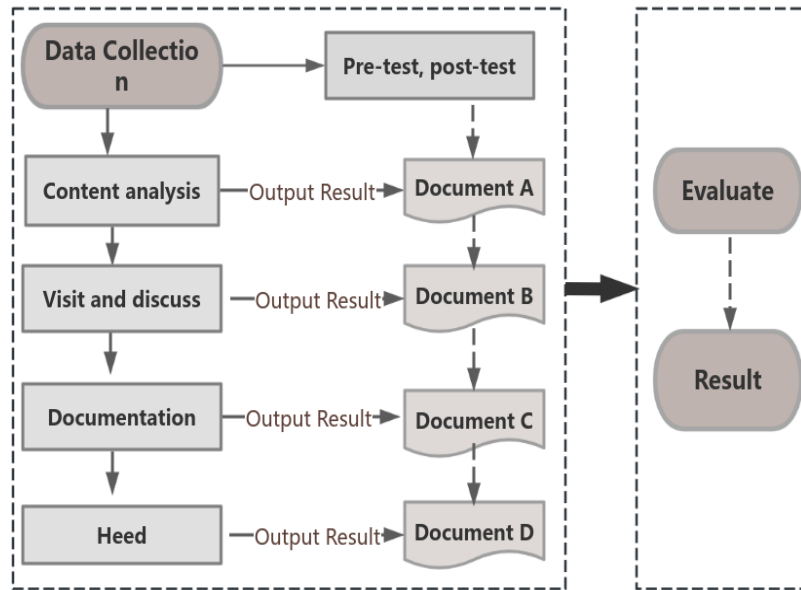 Data Collectio
n
Pre-test, post-test
Content analysis
Output Result
Document A
Evaluate
Visit and discuss
Output Result
Document B
Result
Documentation
Output Result
Document C
Heed
Output Result
Document D